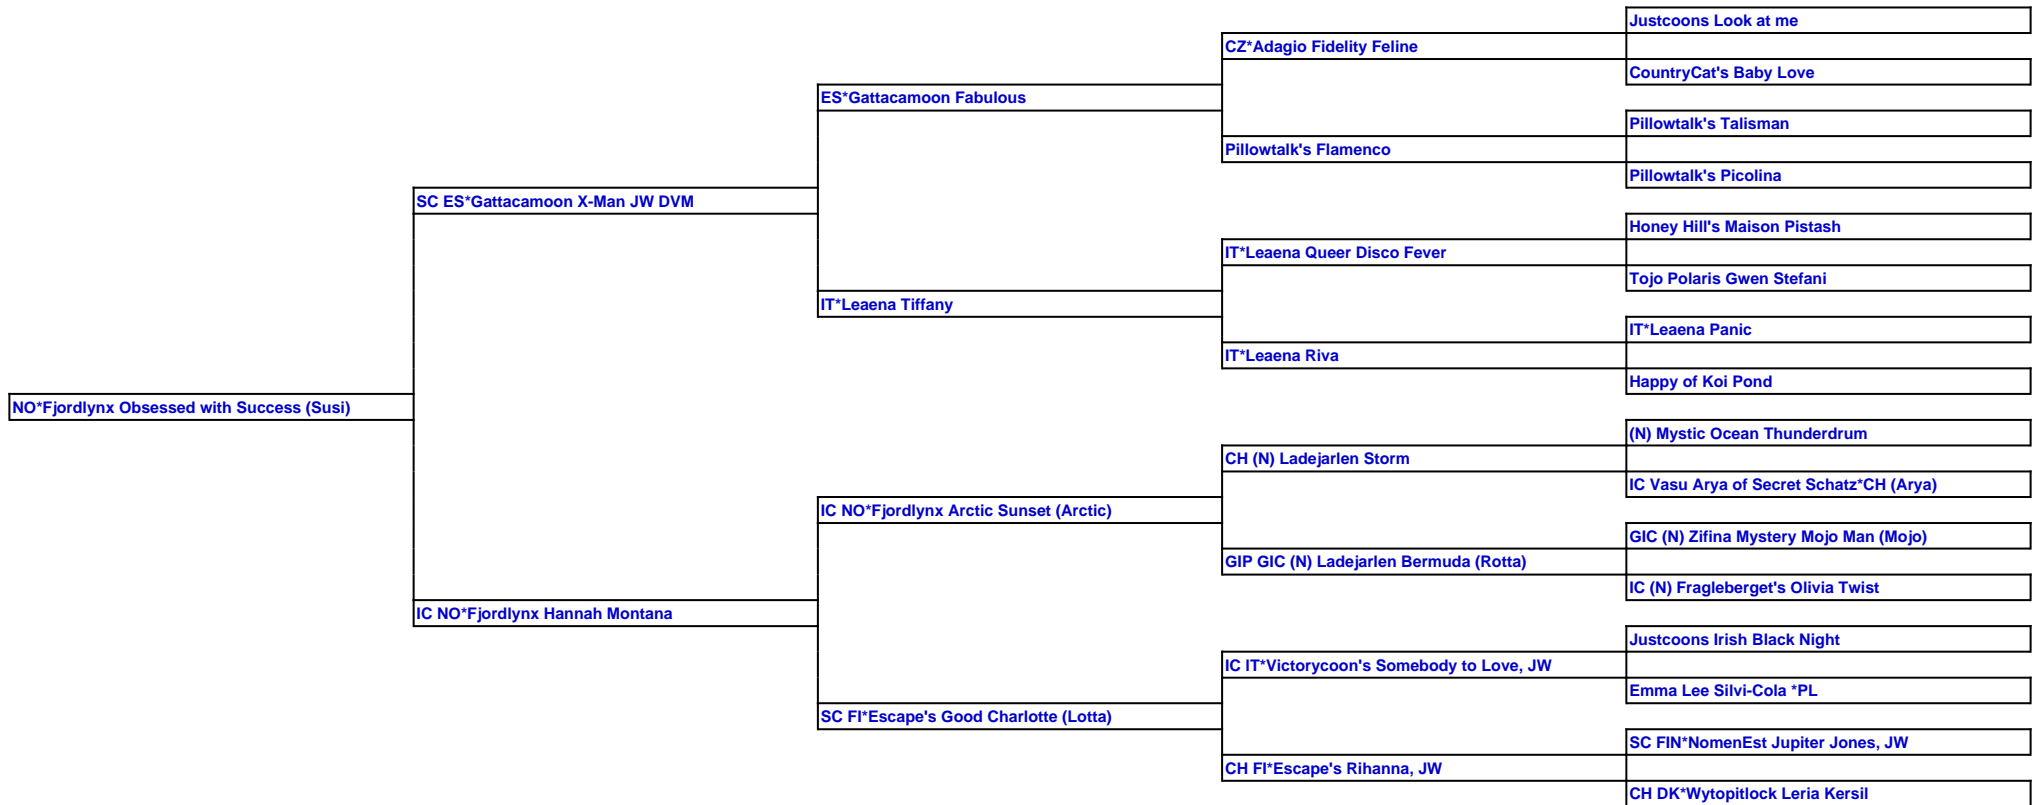 Justcoons Look at me
CZ*Adagio Fidelity Feline
CountryCat's Baby Love
ES*Gattacamoon Fabulous
Pillowtalk's Talisman
Pillowtalk's Flamenco
Pillowtalk's Picolina
SC ES*Gattacamoon X-Man JW DVM
Honey Hill's Maison Pistash
IT*Leaena Queer Disco Fever
Tojo Polaris Gwen Stefani
IT*Leaena Tiffany
IT*Leaena Panic
IT*Leaena Riva
Happy of Koi Pond
NO*Fjordlynx Obsessed with Success (Susi)
(N) Mystic Ocean Thunderdrum
CH (N) Ladejarlen Storm
IC Vasu Arya of Secret Schatz*CH (Arya)
IC NO*Fjordlynx Arctic Sunset (Arctic)
GIC (N) Zifina Mystery Mojo Man (Mojo)
GIP GIC (N) Ladejarlen Bermuda (Rotta)
IC (N) Fragleberget's Olivia Twist
IC NO*Fjordlynx Hannah Montana
Justcoons Irish Black Night
IC IT*Victorycoon's Somebody to Love, JW
Emma Lee Silvi-Cola *PL
SC FI*Escape's Good Charlotte (Lotta)
SC FIN*NomenEst Jupiter Jones, JW
CH FI*Escape's Rihanna, JW
CH DK*Wytopitlock Leria Kersil